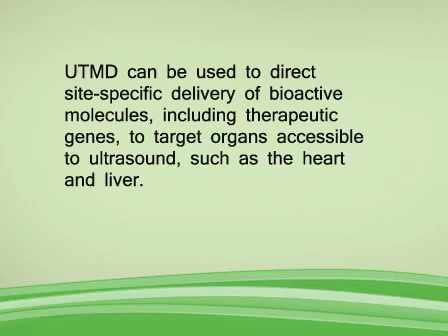 UTMD can be used to direct
site-specific delivery of bioactive
molecules, including therapeutic
genes, to target organs accessible
to ultrasound, such as the heart
and liver.